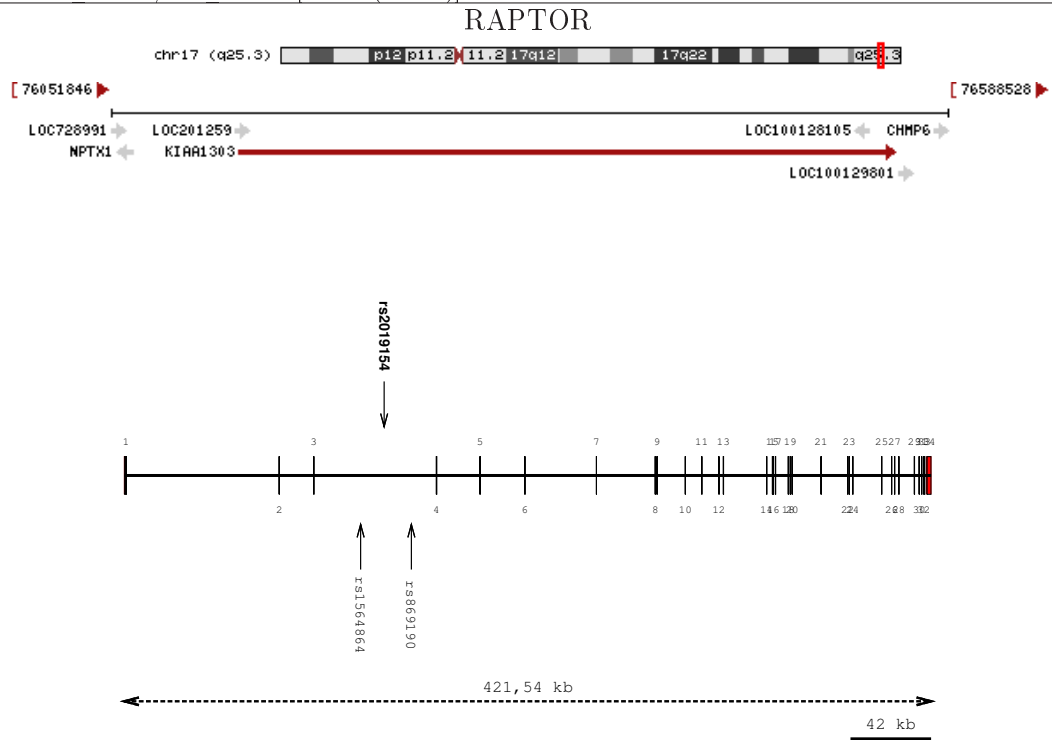 RAPTOR
chr17 (q25.3) p12 p11.2 11.2 17q12 17q22 q25.3
[ 76051846 [ 76588528
LOC728991 LOC201259 LOC100128105 CHMP6
NPTX1 KIAA1303
LOC100129801
rs2019154
1 3 5 7 9 11 13 15 17 19 21 23 25 27 29
2 4 6 8 10 12 14 16 18 20 22 24 26 28 30 32
rs1564864 rs869190
421,54 kb
42 kb